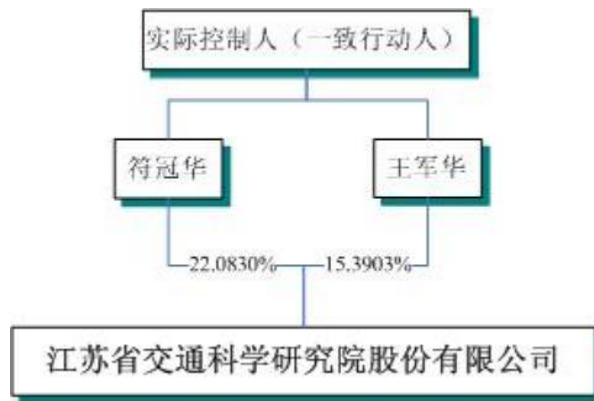 实际控制人（一致行动人）
符冠华
王军华
22.0830%
15.3903%
江苏省交通科学研究院股份有限公司